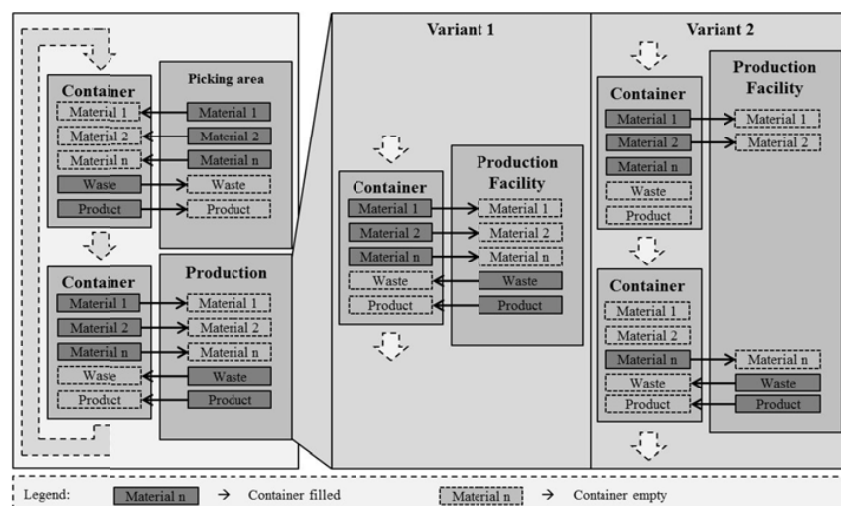 Variant 1
Variant 2
Container
Picking area
Material 1
Material 1
Material 2
Material 2
Material n
Material n
Waste
Waste
Product
Product
Container
Production
Material 1
Material 1
Material 2
Material 2
Material n
Material n
Waste
Waste
Product
Product
Container
Production
Facility
Material 1
Material 1
Material 2
Material 2
Material n
Material n
Waste
Waste
Product
Product
Container
Production
Facility
Material 1
Material 1
Material 2
Material 2
Material n
Waste
Product
Container
Material 1
Material 2
Material n
Material n
Waste
Waste
Product
Product
Legend:
Material n
Container filled
Material n
Container empty